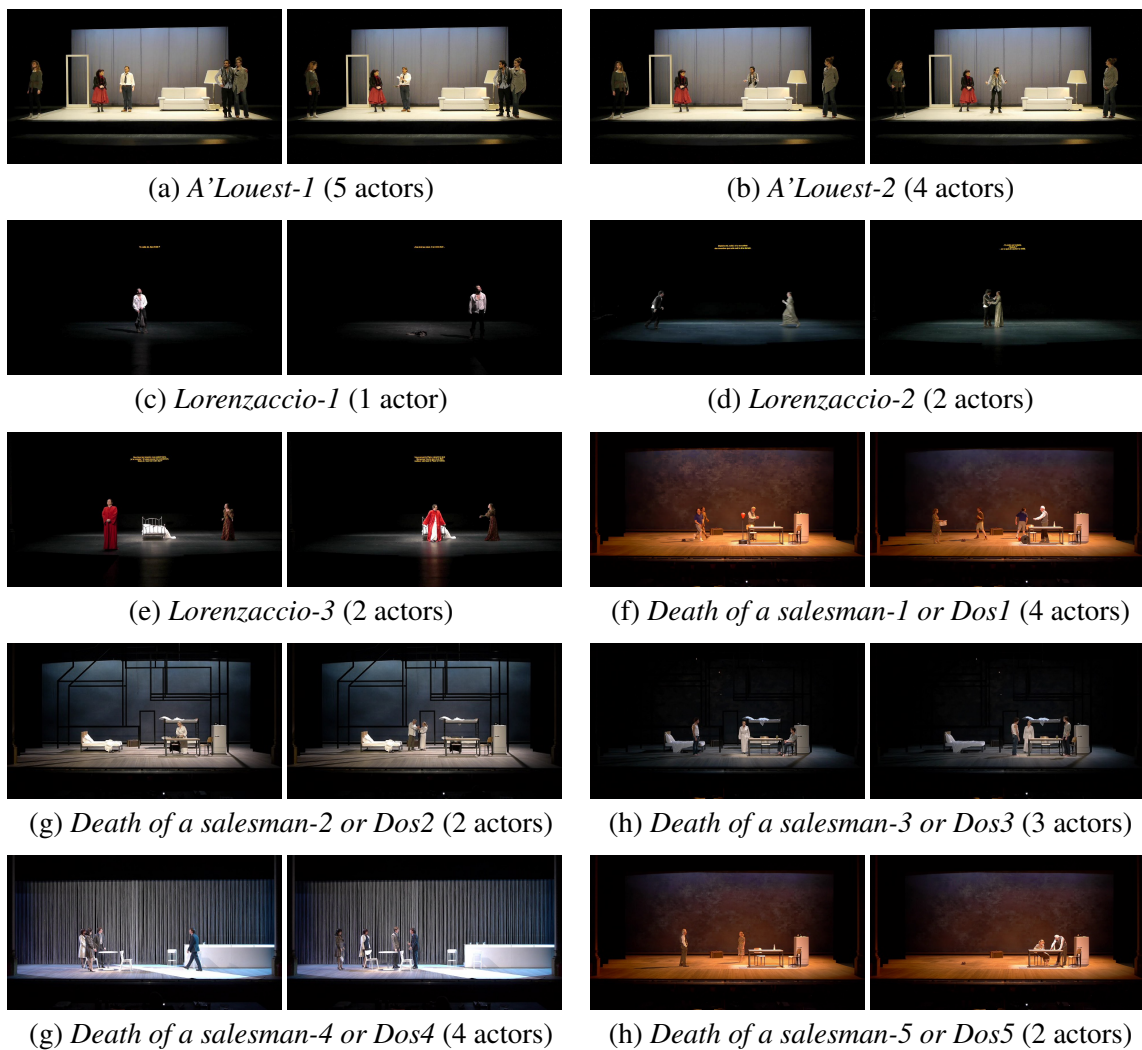 (a) A'Louest-1 (5 actors)
(b) A'Louest-2 (4 actors)
(c) Lorenzaccio-1 (1 actor)
(d) Lorenzaccio-2 (2 actors)
(e) Lorenzaccio-3 (2 actors)
(f) Death of a salesman-1 or Dos1 (4 actors)
(g) Death of a salesman-2 or Dos2 (2 actors)
(h) Death of a salesman-3 or Dos3 (3 actors)
(g) Death of a salesman-4 or Dos4 (4 actors)
(h) Death of a salesman-5 or Dos5 (2 actors)